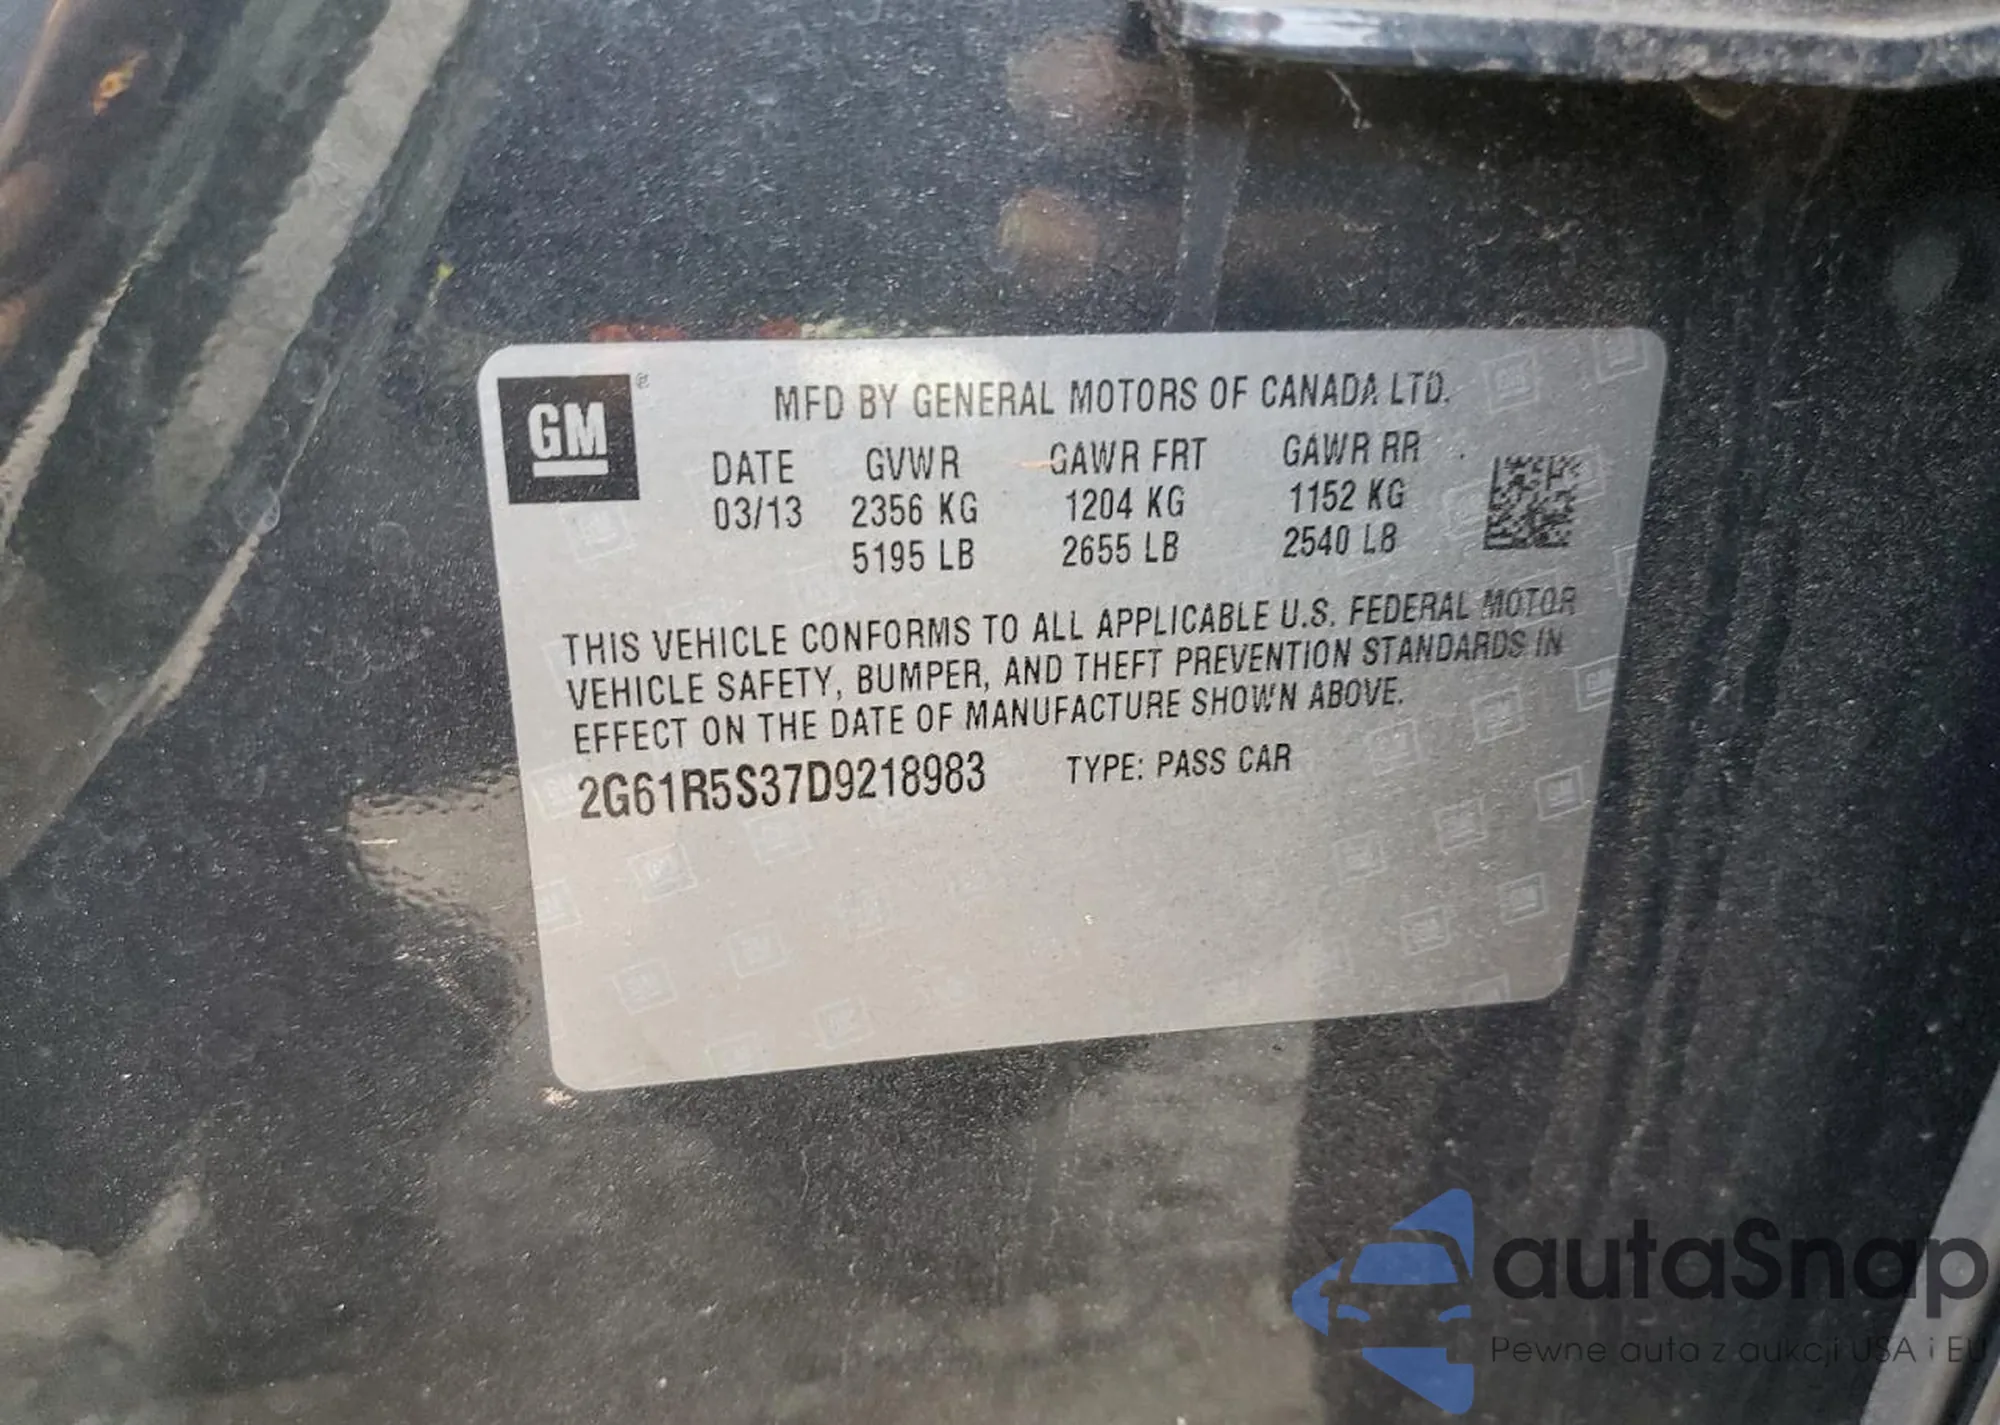 GM ®
MFD BY GENERAL MOTORS OF CANADA LTD.
DATE GVWR GAWR FRT GAWR RR
03/13 2356 KG 1204 KG 1152 KG
5195 LB 2655 LB 2540 LB
THIS VEHICLE CONFORMS TO ALL APPLICABLE U.S. FEDERAL MOTOR
VEHICLE SAFETY, BUMPER, AND THEFT PREVENTION STANDARDS IN
EFFECT ON THE DATE OF MANUFACTURE SHOWN ABOVE.
2G61R5S37D9218983 TYPE: PASS CAR
autaSnap
Pewne auta z aukcji USA i EU